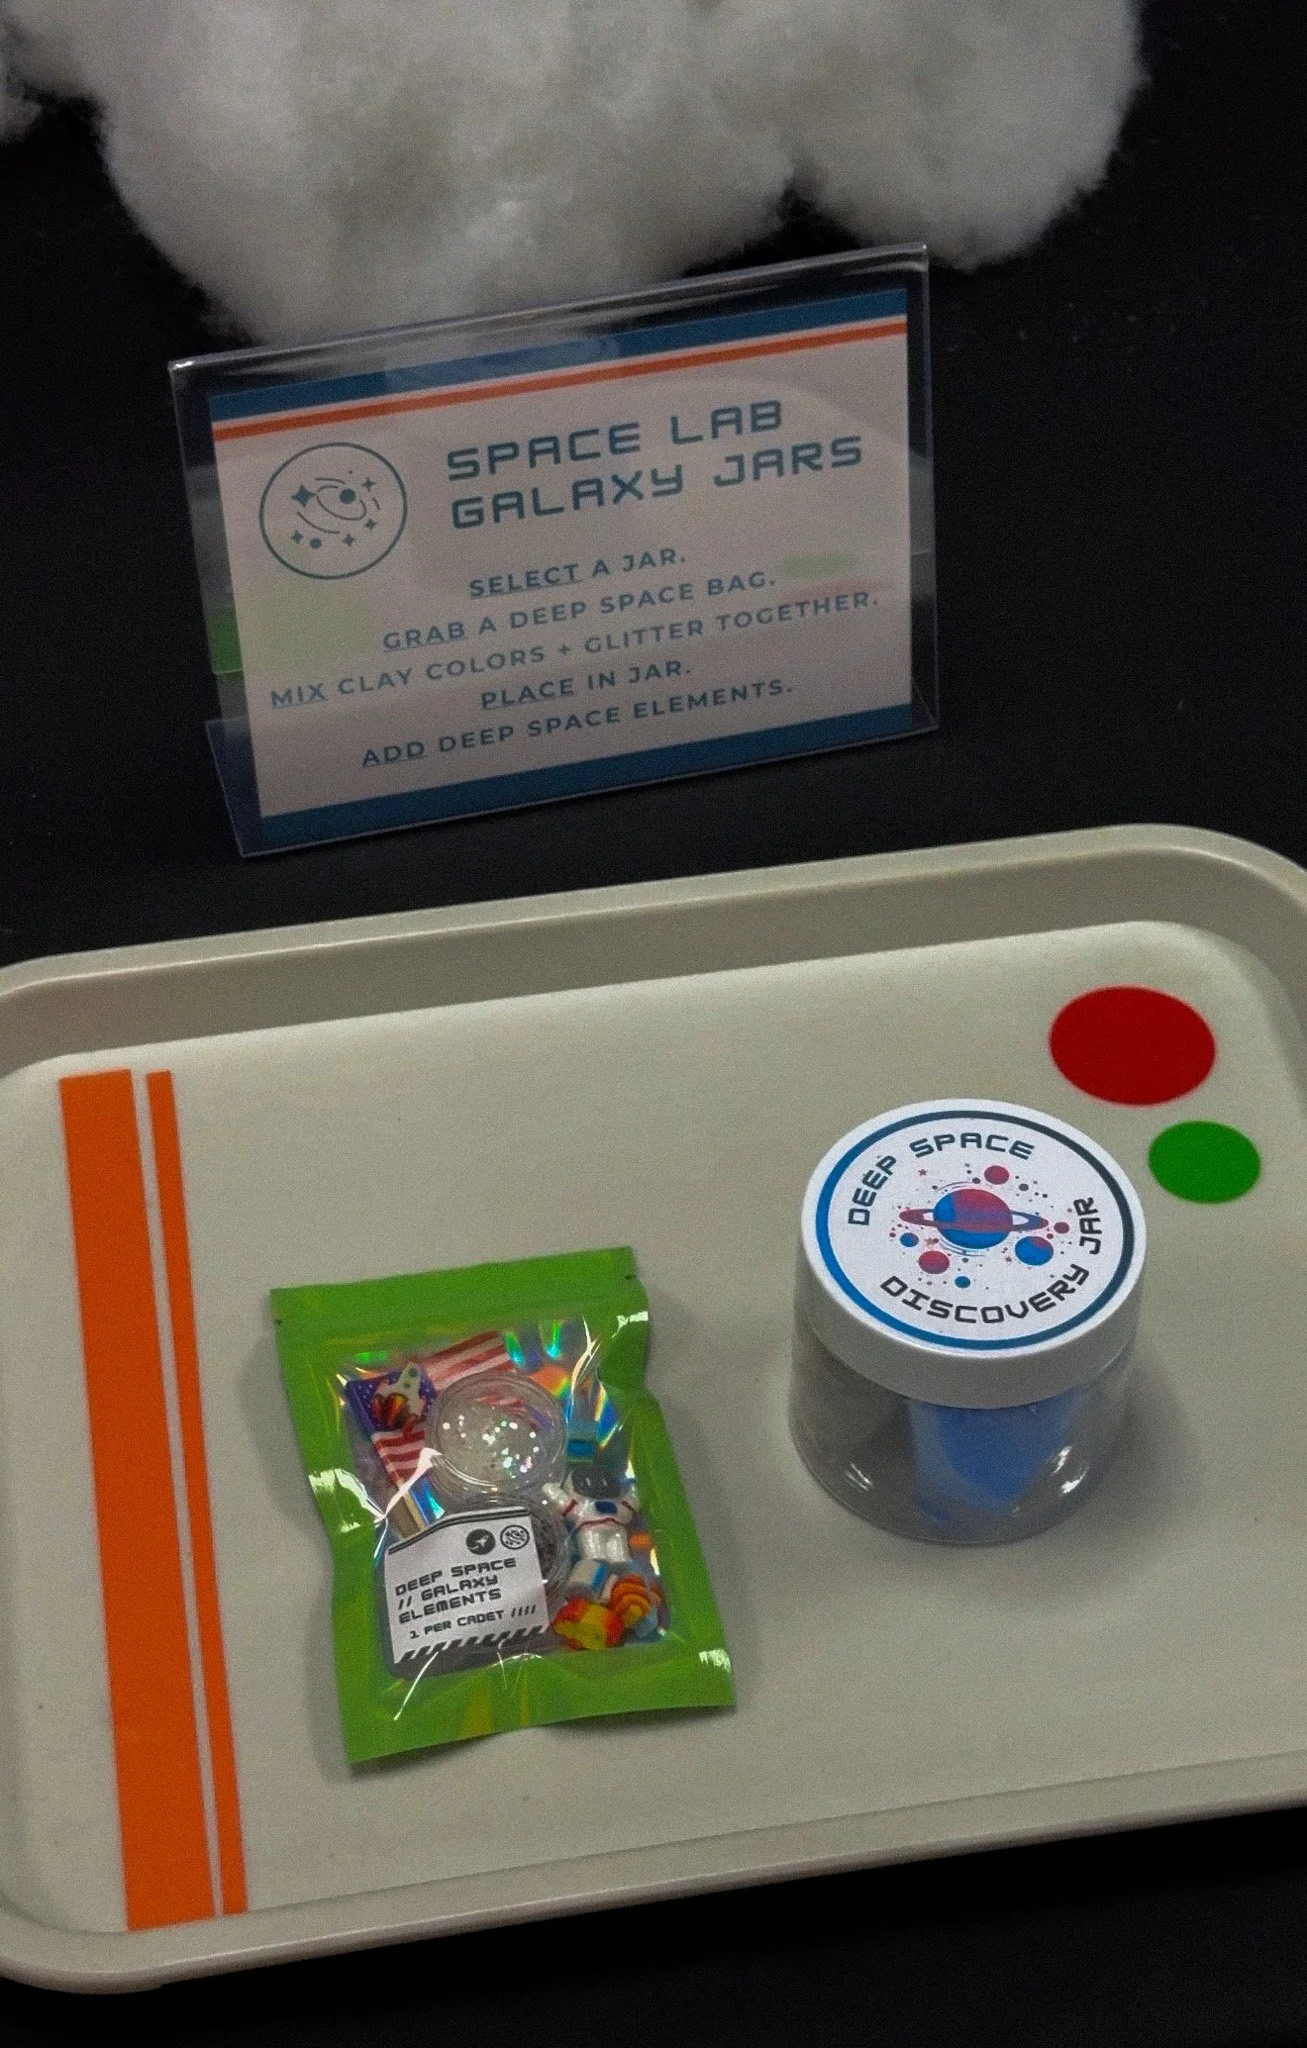 SPACE LAB
GALAXY JARS
SELECT A JAR.
GRAB A DEEP SPACE BAG.
MIX CLAY COLORS + GLITTER TOGETHER.
PLACE IN JAR.
ADD DEEP SPACE ELEMENTS.
DEEP SPACE
DISCOVERY JAR
DEEP SPACE
// GALAXY
ELEMENTS
1 PER CADET ////